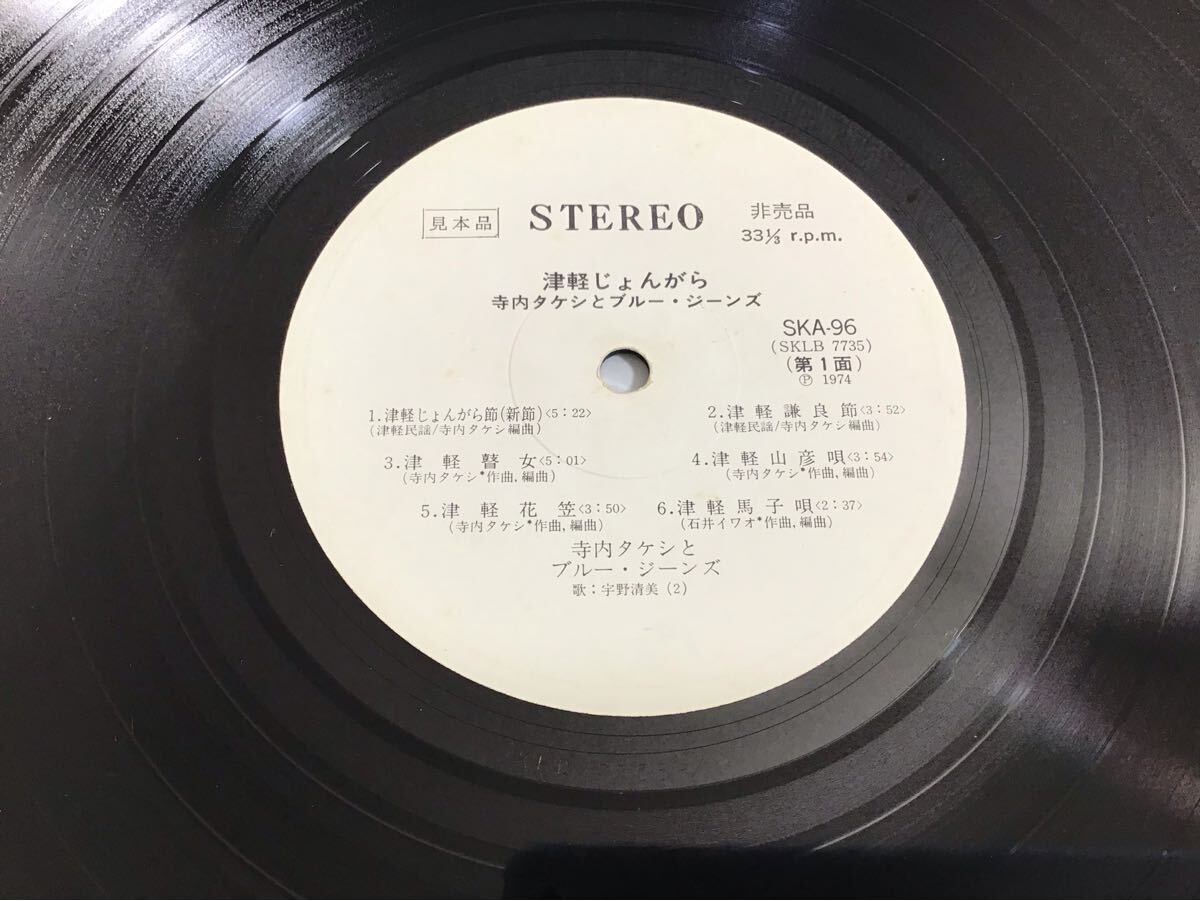 見本品 STEREO 非売品
33⅓ r.p.m.
津軽じょんがら
寺内タケシとブルー・ジーンズ
SKA-96
(SKLB 7735)
(第1面)
Ⓟ 1974
1.津軽じょんがら節(新節)<5:22> 2.津軽謙良節<3:52>
(津軽民謡/寺内タケシ編曲) (津軽民謡/寺内タケシ編曲)
3.津軽瞽女<5:01> 4.津軽山彦唄<3:54>
(寺内タケシ*作曲,編曲) (寺内タケシ*作曲,編曲)
5.津軽花笠<3:50> 6.津軽馬子唄<2:37>
(寺内タケシ*作曲,編曲) (石井イワオ*作曲,編曲)
寺内タケシと
ブルー・ジーンズ
歌:宇野清美(2)